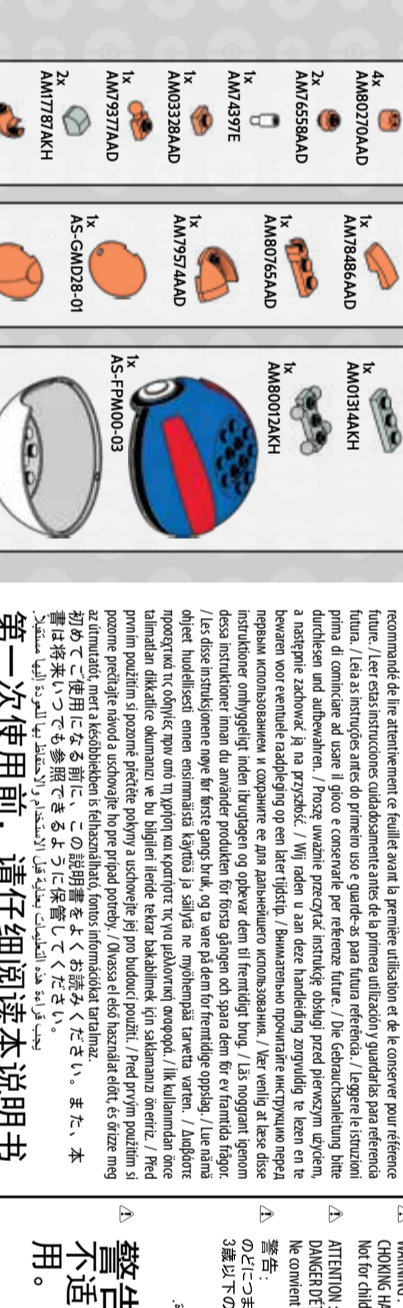 4x
AM80270AAD
2x
AM76558AAD
1x
AM74397E
1x
AM03328AAD
1x
AM79377AAD
2x
AM17787AKH
1x
AM78486AAD
1x
AM80765AAD
1x
AM79574AAD
1x
AS-GMD28-01
1x
AM01314AKH
1x
AM80012AKH
1x
AS-FPM00-03
recommandé de lire attentivement ce feuillet avant la première utilisation et de le conserver pour référence
future. / Leer estas instrucciones cuidadosamente antes de la primera utilización y guardarlas para referencia
futura. / Leia as instruções antes do primeiro uso e guarde-as para futura referência. / Leggere le istruzioni
prima di cominciare ad usare il gioco e conservarle per referenze future. / Die Gebrauchsanleitung bitte
durchlesen und aufbewahren. / Proszę uważnie przeczytać instrukcję obsługi przed pierwszym użyciem,
a następnie zachować ją na przyszłość. / Wij raden u aan deze handleiding zorgvuldig te lezen en te
bewaren voor eventuele raadpleging op een later tijdstip. / Внимательно прочитайте инструкцию перед
первым использованием и сохраните ее для дальнейшего использования. / Vær venlig at læse disse
instruktioner omhyggeligt inden ibrugtagen og opbevar dem til fremtidigt brug. / Läs noggrant igenom
dessa instruktioner innan du använder produkten för första gången och spara dem för ev framtida frågor.
/ Les disse instruksjonene nøye før første gangs bruk, og ta vare på dem for fremtidige oppslag. / Lue nämä
ohjeet huolellisesti ennen ensimmäistä käyttöä ja säilytä ne myöhempää tarvetta varten. / Διαβάστε
προσεχτικά τις οδηγίες πριν από τη χρήση και κρατήστε τις για μελλοντική αναφορά. / İlk kullanımdan önce
talimatları dikkatlice okumanızı ve bu bilgileri ileride tekrar bakabilmek için saklamanızı öneririz. / Před
prvním použitím si pozorně přečtěte pokyny a uschovejte jej pro budoucí použití. / Pred prvým použitím si
pozorne prečítajte návod a uschovajte ho pre prípad potreby. / Olvassa el első használat előtt, és őrizze meg
az útmutatót, mert a későbbiekben is felhasználható, fontos információkat tartalmaz.
初めてご使用になる前に、この説明書をよくお読みください。また、本
書は将来いつでも参照できるように保管してください。
يجب قراءة هذه التعليمات بعناية قبل الاستخدام والاحتفاظ بها للعودة إليها مستقبلاً.
第一次使用前，请仔细阅读本说明书
WARNING:
CHOKING HA
Not for child
ATTENTION :
DANGER DE
Ne convient
警告：
のどにつま
3歳以下の
警告
不适
用。